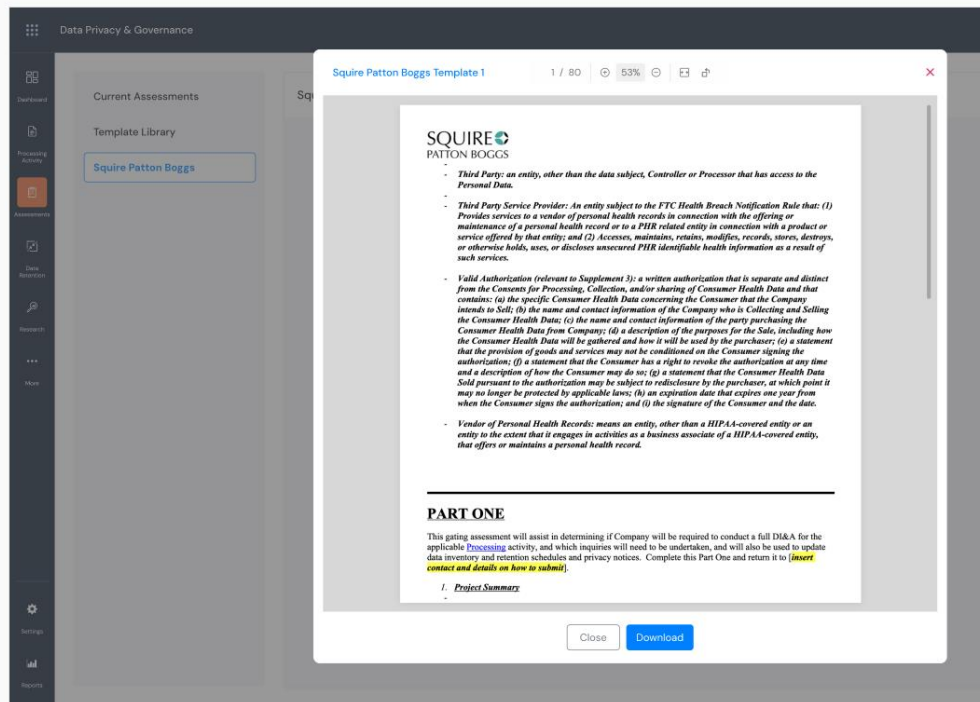 Data Privacy & Governance
Dashboard
Processing
Activity
Assessments
Data
Retention
Research
More
Settings
Reports
Current Assessments
Template Library
Squire Patton Boggs
Squ
Squire Patton Boggs Template 1
1 / 80
53%
SQUIRE
PATTON BOGGS
-
- Third Party: an entity, other than the data subject, Controller or Processor that has access to the
Personal Data.
-
- Third Party Service Provider: An entity subject to the FTC Health Breach Notification Rule that: (1)
Provides services to a vendor of personal health records in connection with the offering or
maintenance of a personal health record or to a PHR related entity in connection with a product or
service offered by that entity; and (2) Accesses, maintains, retains, modifies, records, stores, destroys,
or otherwise holds, uses, or discloses unsecured PHR identifiable health information as a result of
such services.
- Valid Authorization (relevant to Supplement 3): a written authorization that is separate and distinct
from the Consents for Processing, Collection, and/or sharing of Consumer Health Data and that
contains: (a) the specific Consumer Health Data concerning the Consumer that the Company
intends to Sell; (b) the name and contact information of the Company who is Collecting and Selling
the Consumer Health Data; (c) the name and contact information of the party purchasing the
Consumer Health Data from Company; (d) a description of the purposes for the Sale, including how
the Consumer Health Data will be gathered and how it will be used by the purchaser; (e) a statement
that the provision of goods and services may not be conditioned on the Consumer signing the
authorization; (f) a statement that the Consumer has a right to revoke the authorization at any time
and a description of how the Consumer may do so; (g) a statement that the Consumer Health Data
Sold pursuant to the authorization may be subject to redisclosure by the purchaser, at which point it
may no longer be protected by applicable laws; (h) an expiration date that expires one year from
when the Consumer signs the authorization; and (i) the signature of the Consumer and the date.
- Vendor of Personal Health Records: means an entity, other than a HIPAA-covered entity or an
entity to the extent that it engages in activities as a business associate of a HIPAA-covered entity,
that offers or maintains a personal health record.
PART ONE
This gating assessment will assist in determining if Company will be required to conduct a full DI&A for the
applicable Processing activity, and which inquiries will need to be undertaken, and will also be used to update
data inventory and retention schedules and privacy notices. Complete this Part One and return it to [insert
contact and details on how to submit].
1. Project Summary
-
Close
Download